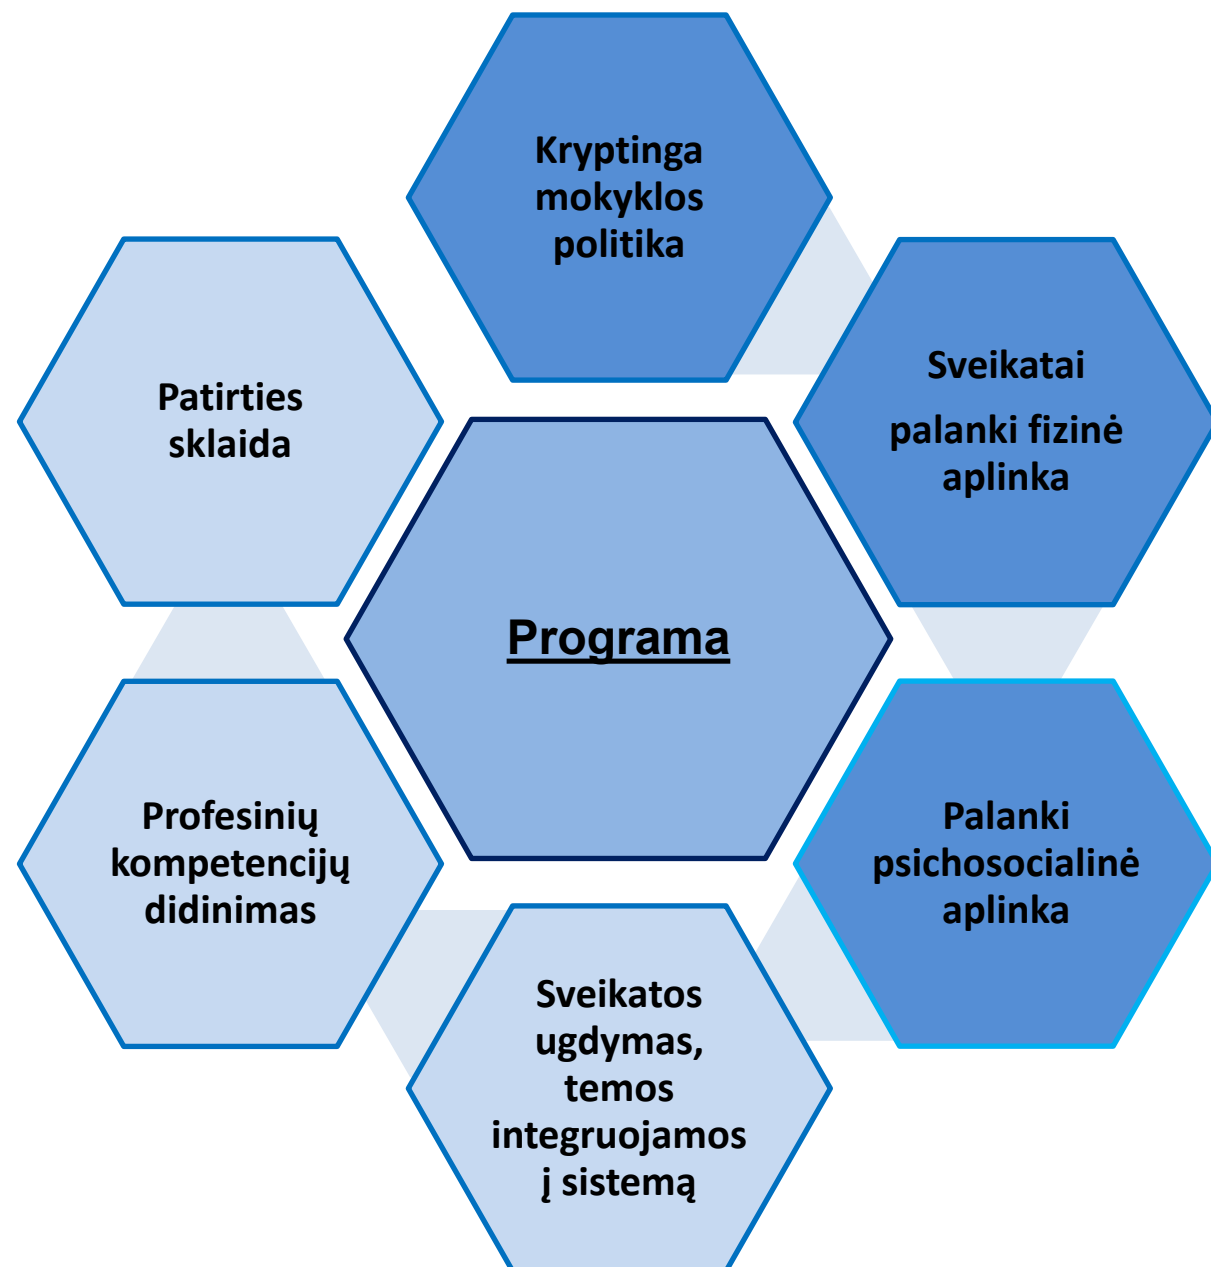 Kryptinga
mokyklos
politika
Sveikatai
palanki fizinė
aplinka
Patirties
sklaida
Programa
Profesinių
kompetencijų
didinimas
Palanki
psichosocialinė
aplinka
Sveikatos
ugdymas,
temos
integruojamos
į sistemą